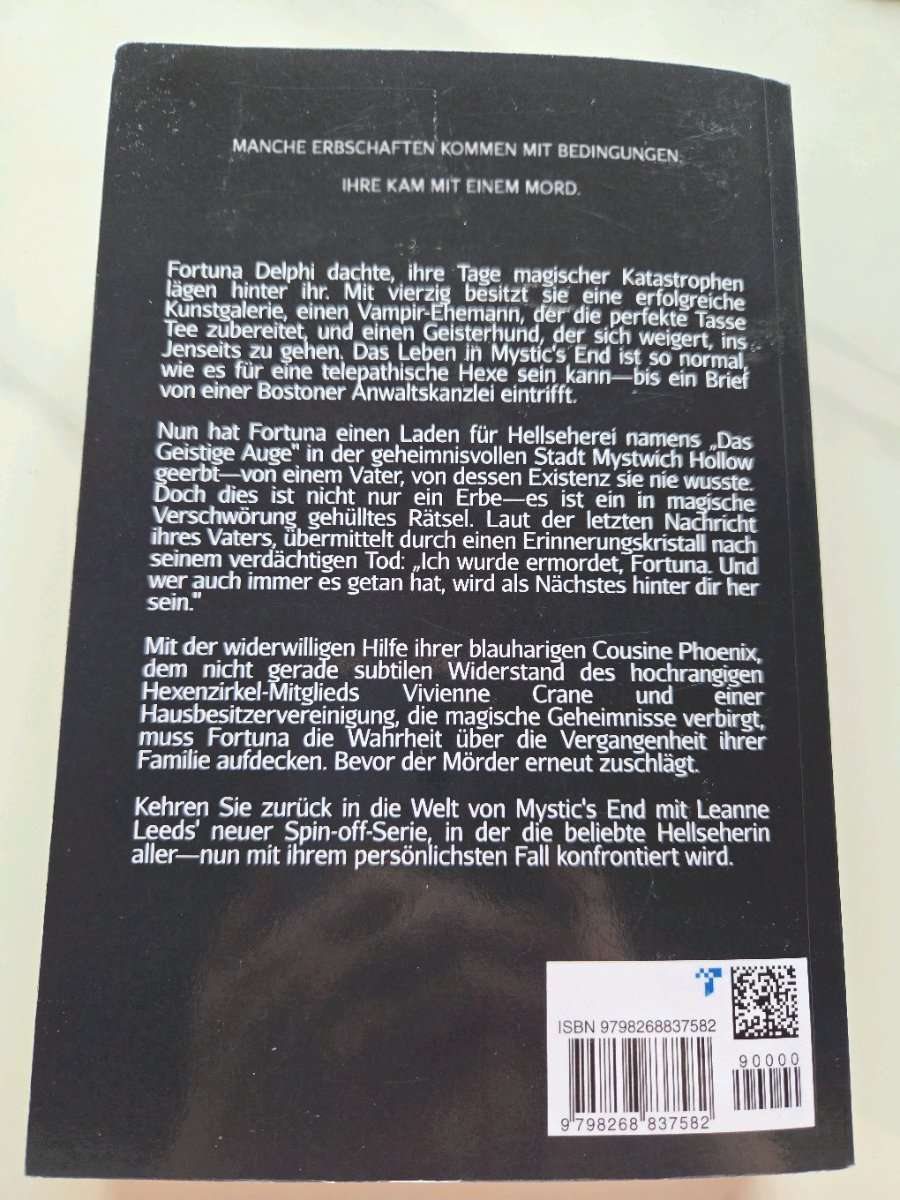 MANCHE ERBSCHAFTEN KOMMEN MIT BEDINGUNGEN.
IHRE KAM MIT EINEM MORD.
Fortuna Delphi dachte, ihre Tage magischer Katastrophen
lägen hinter ihr. Mit vierzig besitzt sie eine erfolgreiche
Kunstgalerie, einen Vampir-Ehemann, der die perfekte Tasse
Tee zubereitet, und einen Geisterhund, der sich weigert, ins
Jenseits zu gehen. Das Leben in Mystic's End ist so normal,
wie es für eine telepathische Hexe sein kann—bis ein Brief
von einer Bostoner Anwaltskanzlei eintrifft.
Nun hat Fortuna einen Laden für Hellseherei namens „Das
Geistige Auge" in der geheimnisvollen Stadt Mystwich Hollow
geerbt—von einem Vater, von dessen Existenz sie nie wusste.
Doch dies ist nicht nur ein Erbe—es ist ein in magische
Verschwörung gehülltes Rätsel. Laut der letzten Nachricht
ihres Vaters, übermittelt durch einen Erinnerungskristall nach
seinem verdächtigen Tod: „Ich wurde ermordet, Fortuna. Und
wer auch immer es getan hat, wird als Nächstes hinter dir her
sein."
Mit der widerwilligen Hilfe ihrer blauharigen Cousine Phoenix,
dem nicht gerade subtilen Widerstand des hochrangigen
Hexenzirkel-Mitglieds Vivienne Crane und einer
Hausbesitzervereinigung, die magische Geheimnisse verbirgt,
muss Fortuna die Wahrheit über die Vergangenheit ihrer
Familie aufdecken. Bevor der Mörder erneut zuschlägt.
Kehren Sie zurück in die Welt von Mystic's End mit Leanne
Leeds' neuer Spin-off-Serie, in der die beliebte Hellseherin
aller—nun mit ihrem persönlichsten Fall konfrontiert wird.
ISBN 9798268837582
90000
9 798268 837582